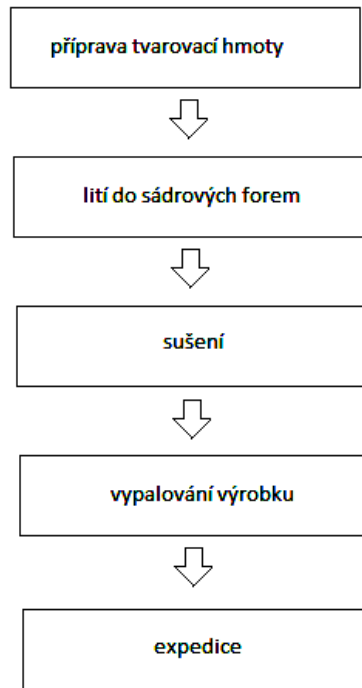 příprava tvarovací hmoty
lití do sádrových forem
sušení
vypalování výrobku
expedice